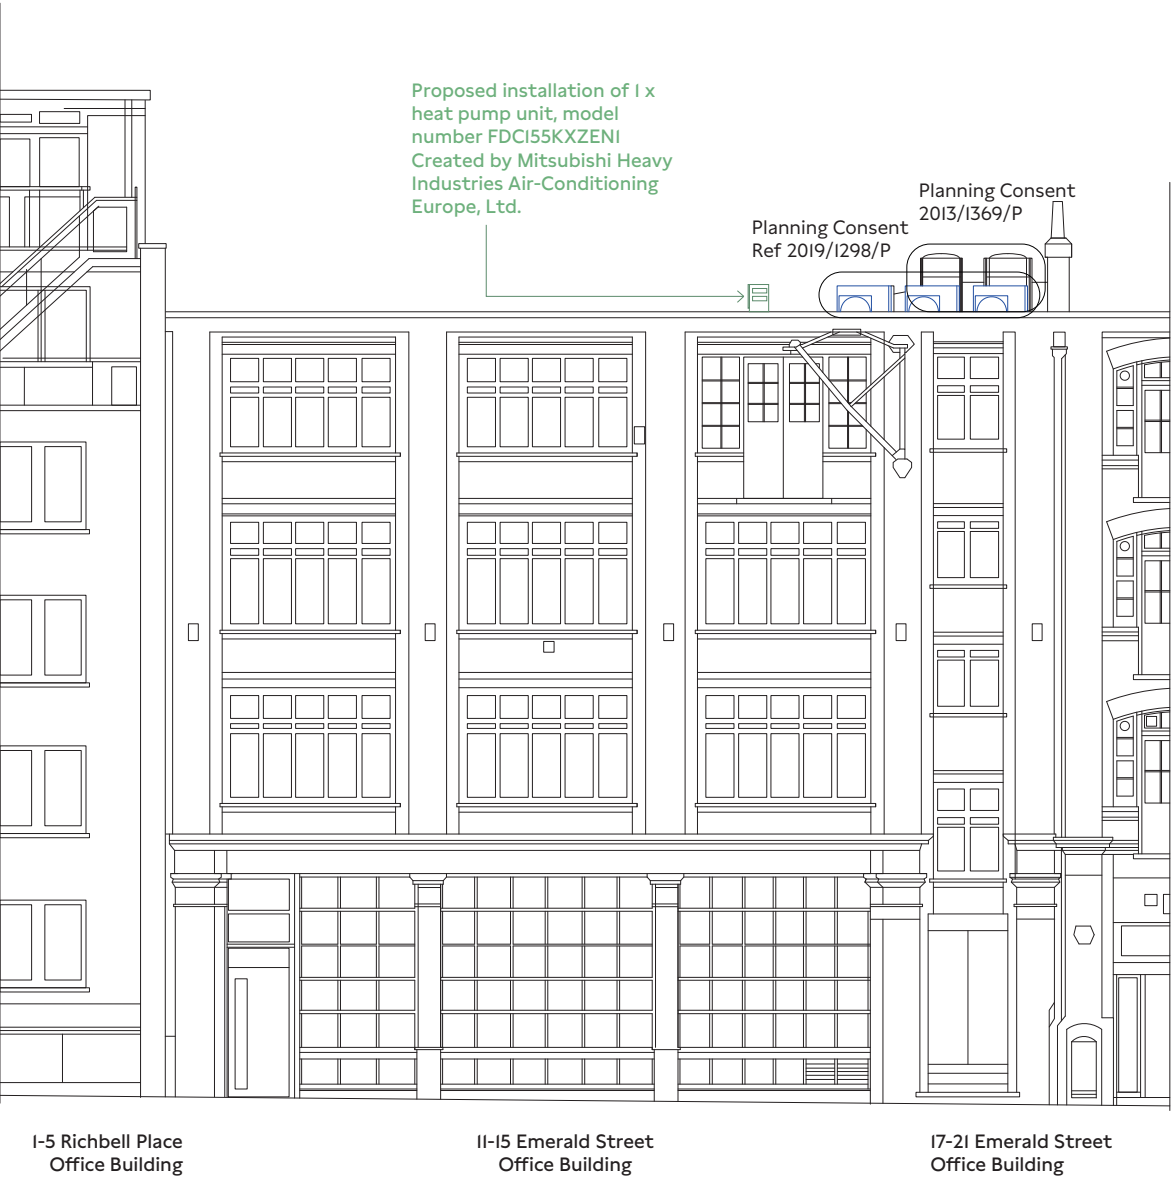 Proposed installation of 1 x
heat pump unit, model
number FDC155KXZEN1
Created by Mitsubishi Heavy
Industries Air-Conditioning
Europe, Ltd.
Planning Consent
2013/1369/P
Planning Consent
Ref 2019/1298/P
1-5 Richbell Place
Office Building
11-15 Emerald Street
Office Building
17-21 Emerald Street
Office Building